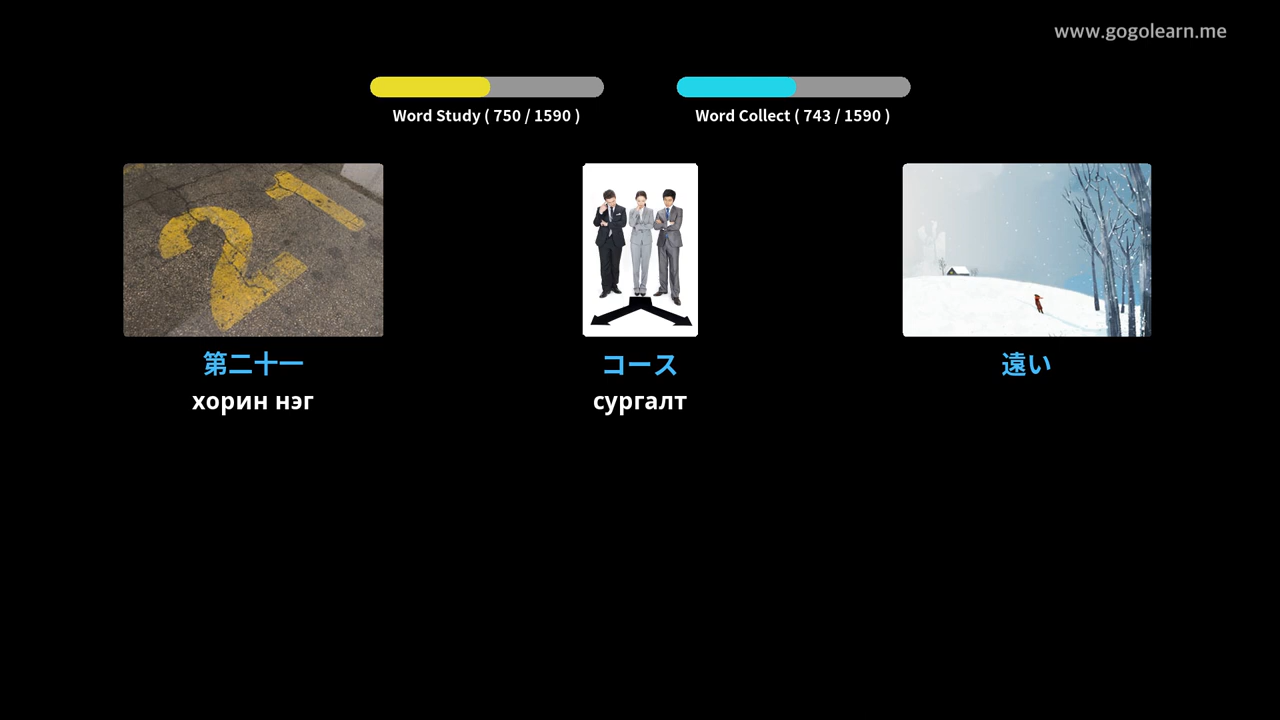 www.gogolearn.me
Word Study ( 750 / 1590 )
Word Collect ( 743 / 1590 )
21
第二十一
хорин нэг
コース
сургалт
遠い